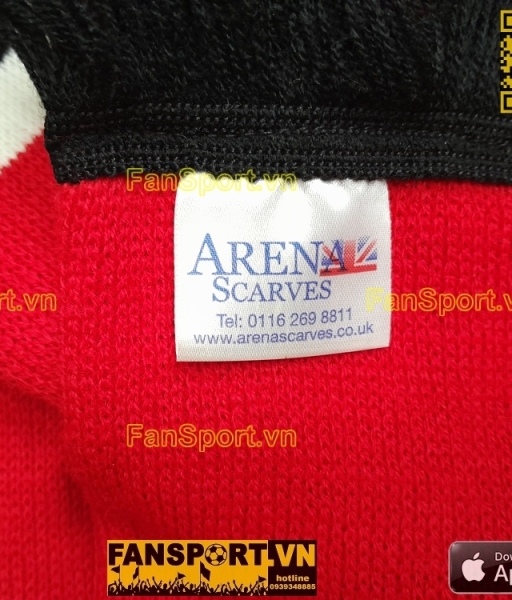 FanSport.vn
ARENA
SCARVES
Tel: 0116 269 8811
www.arenascarves.co.uk
FanSport.vn
FanSport.vn
FanSport.vn
FANSPORT.VN
hotline
0939348885